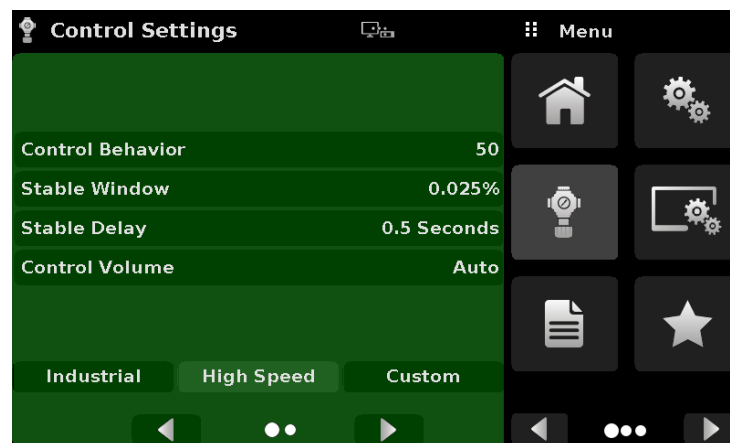 Control Settings
Menu
Control Behavior 50
Stable Window 0.025%
Stable Delay 0.5 Seconds
Control Volume Auto
Industrial High Speed Custom